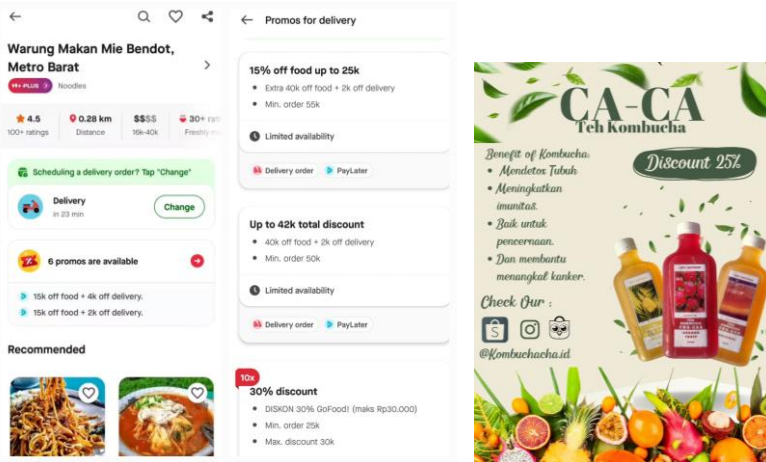 Warung Makan Mie Bendot,
Metro Barat
PLUS
Noodles
4.5
100+ ratings
0.28 km
Distance
$$$$
16k-40k
30+
Scheduling a delivery order? Tap "Change"
Delivery
in 23 min
Change
6 promos are available
15k off food + 4k off delivery.
15k off food + 2k off delivery.
Recommended
Promos for delivery
15% off food up to 25k
Extra 40k off food + 2k off delivery
Min. order 55k
Limited availability
Delivery order
PayLater
Up to 42k total discount
40k off food + 2k off delivery
Min. order 50k
Limited availability
Delivery order
PayLater
10x
30% discount
DISKON 30% GoFood! (maks Rp30.000)
Min. order 25k
Max. discount 30k
CA-CA
Teh Kombucha
Benefit of Kombucha:
Mendetox Tubuh
Meningkatkan
imunitas.
Baik untuk
pencernaan.
Dan membantu
menangkal kanker.
Discount 25%
Check Our :
@Kombuchacha.id